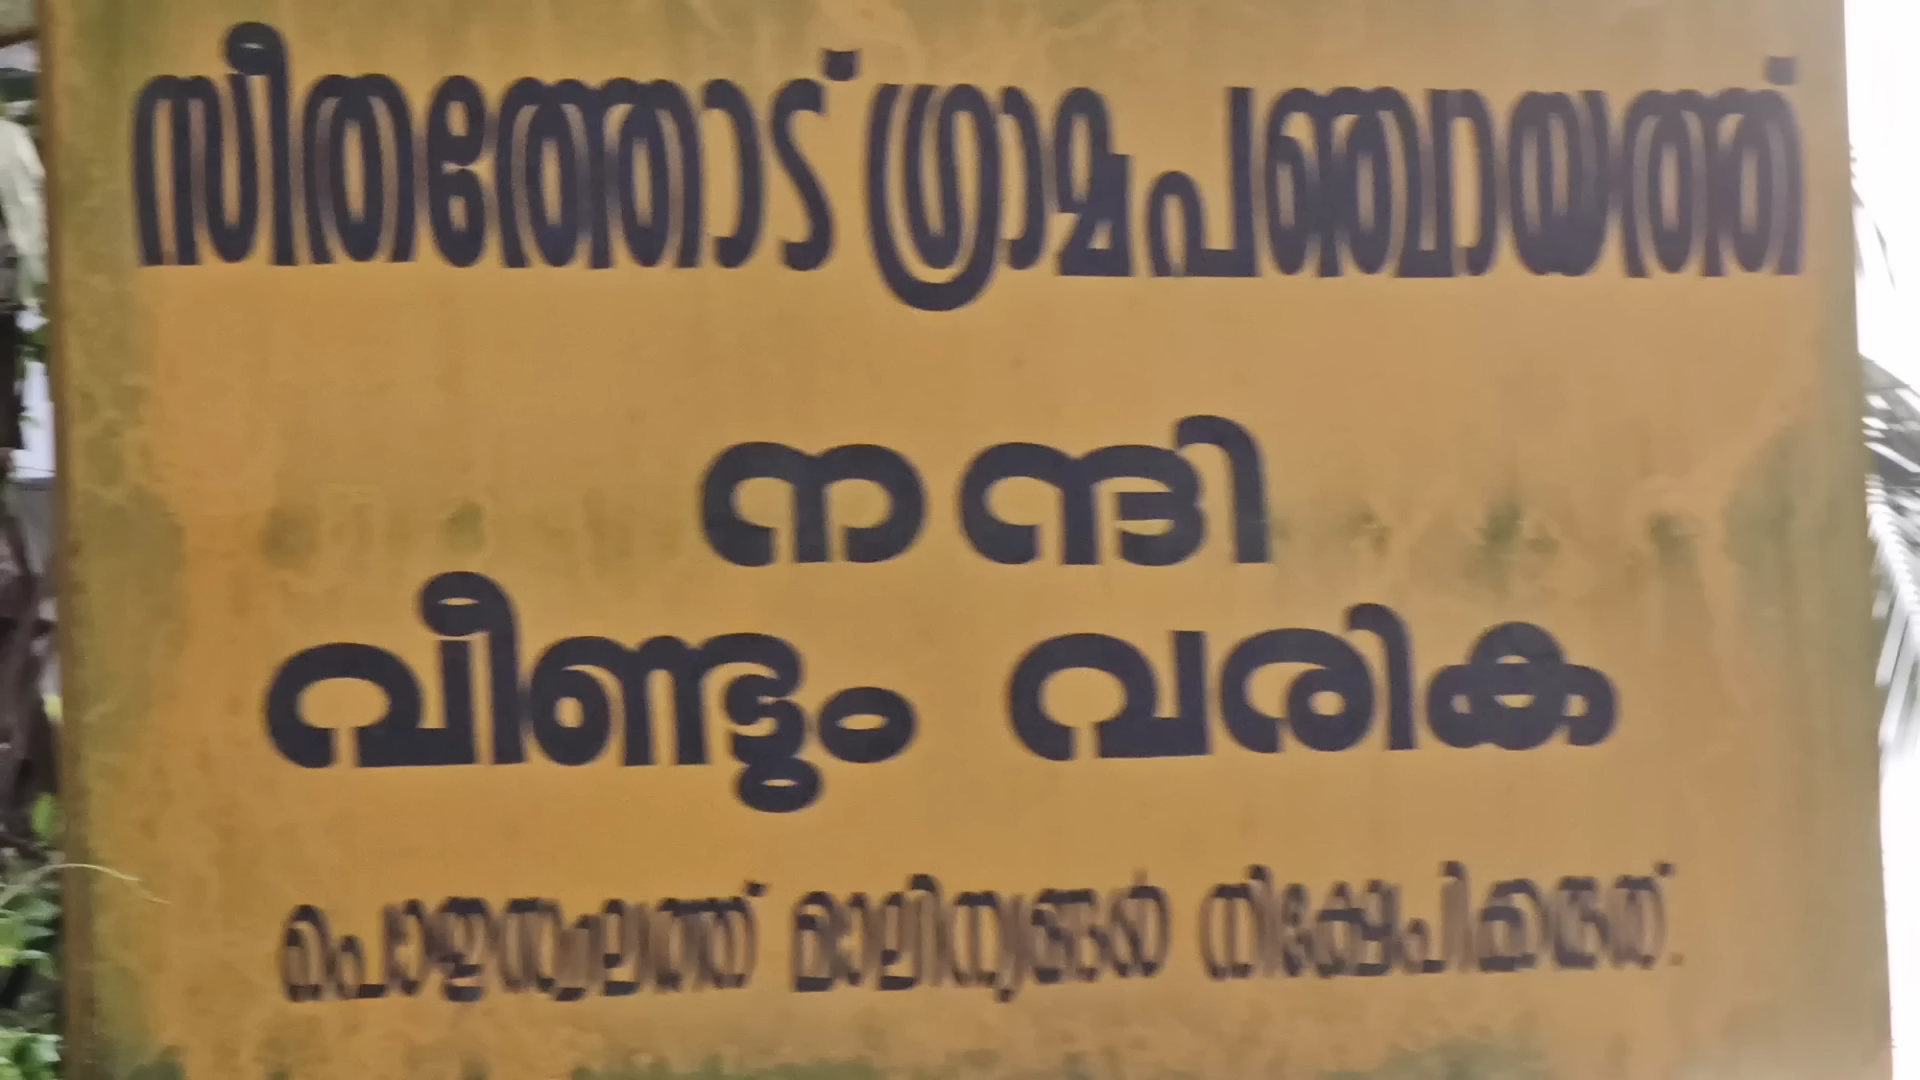 സീതത്തോട് ഗ്രാമപഞ്ചായത്ത്
നന്ദി
വീണ്ടും വരിക
പൊതുസ്ഥലത്ത് മാലിന്യങ്ങൾ നിക്ഷേപിക്കരുത്.